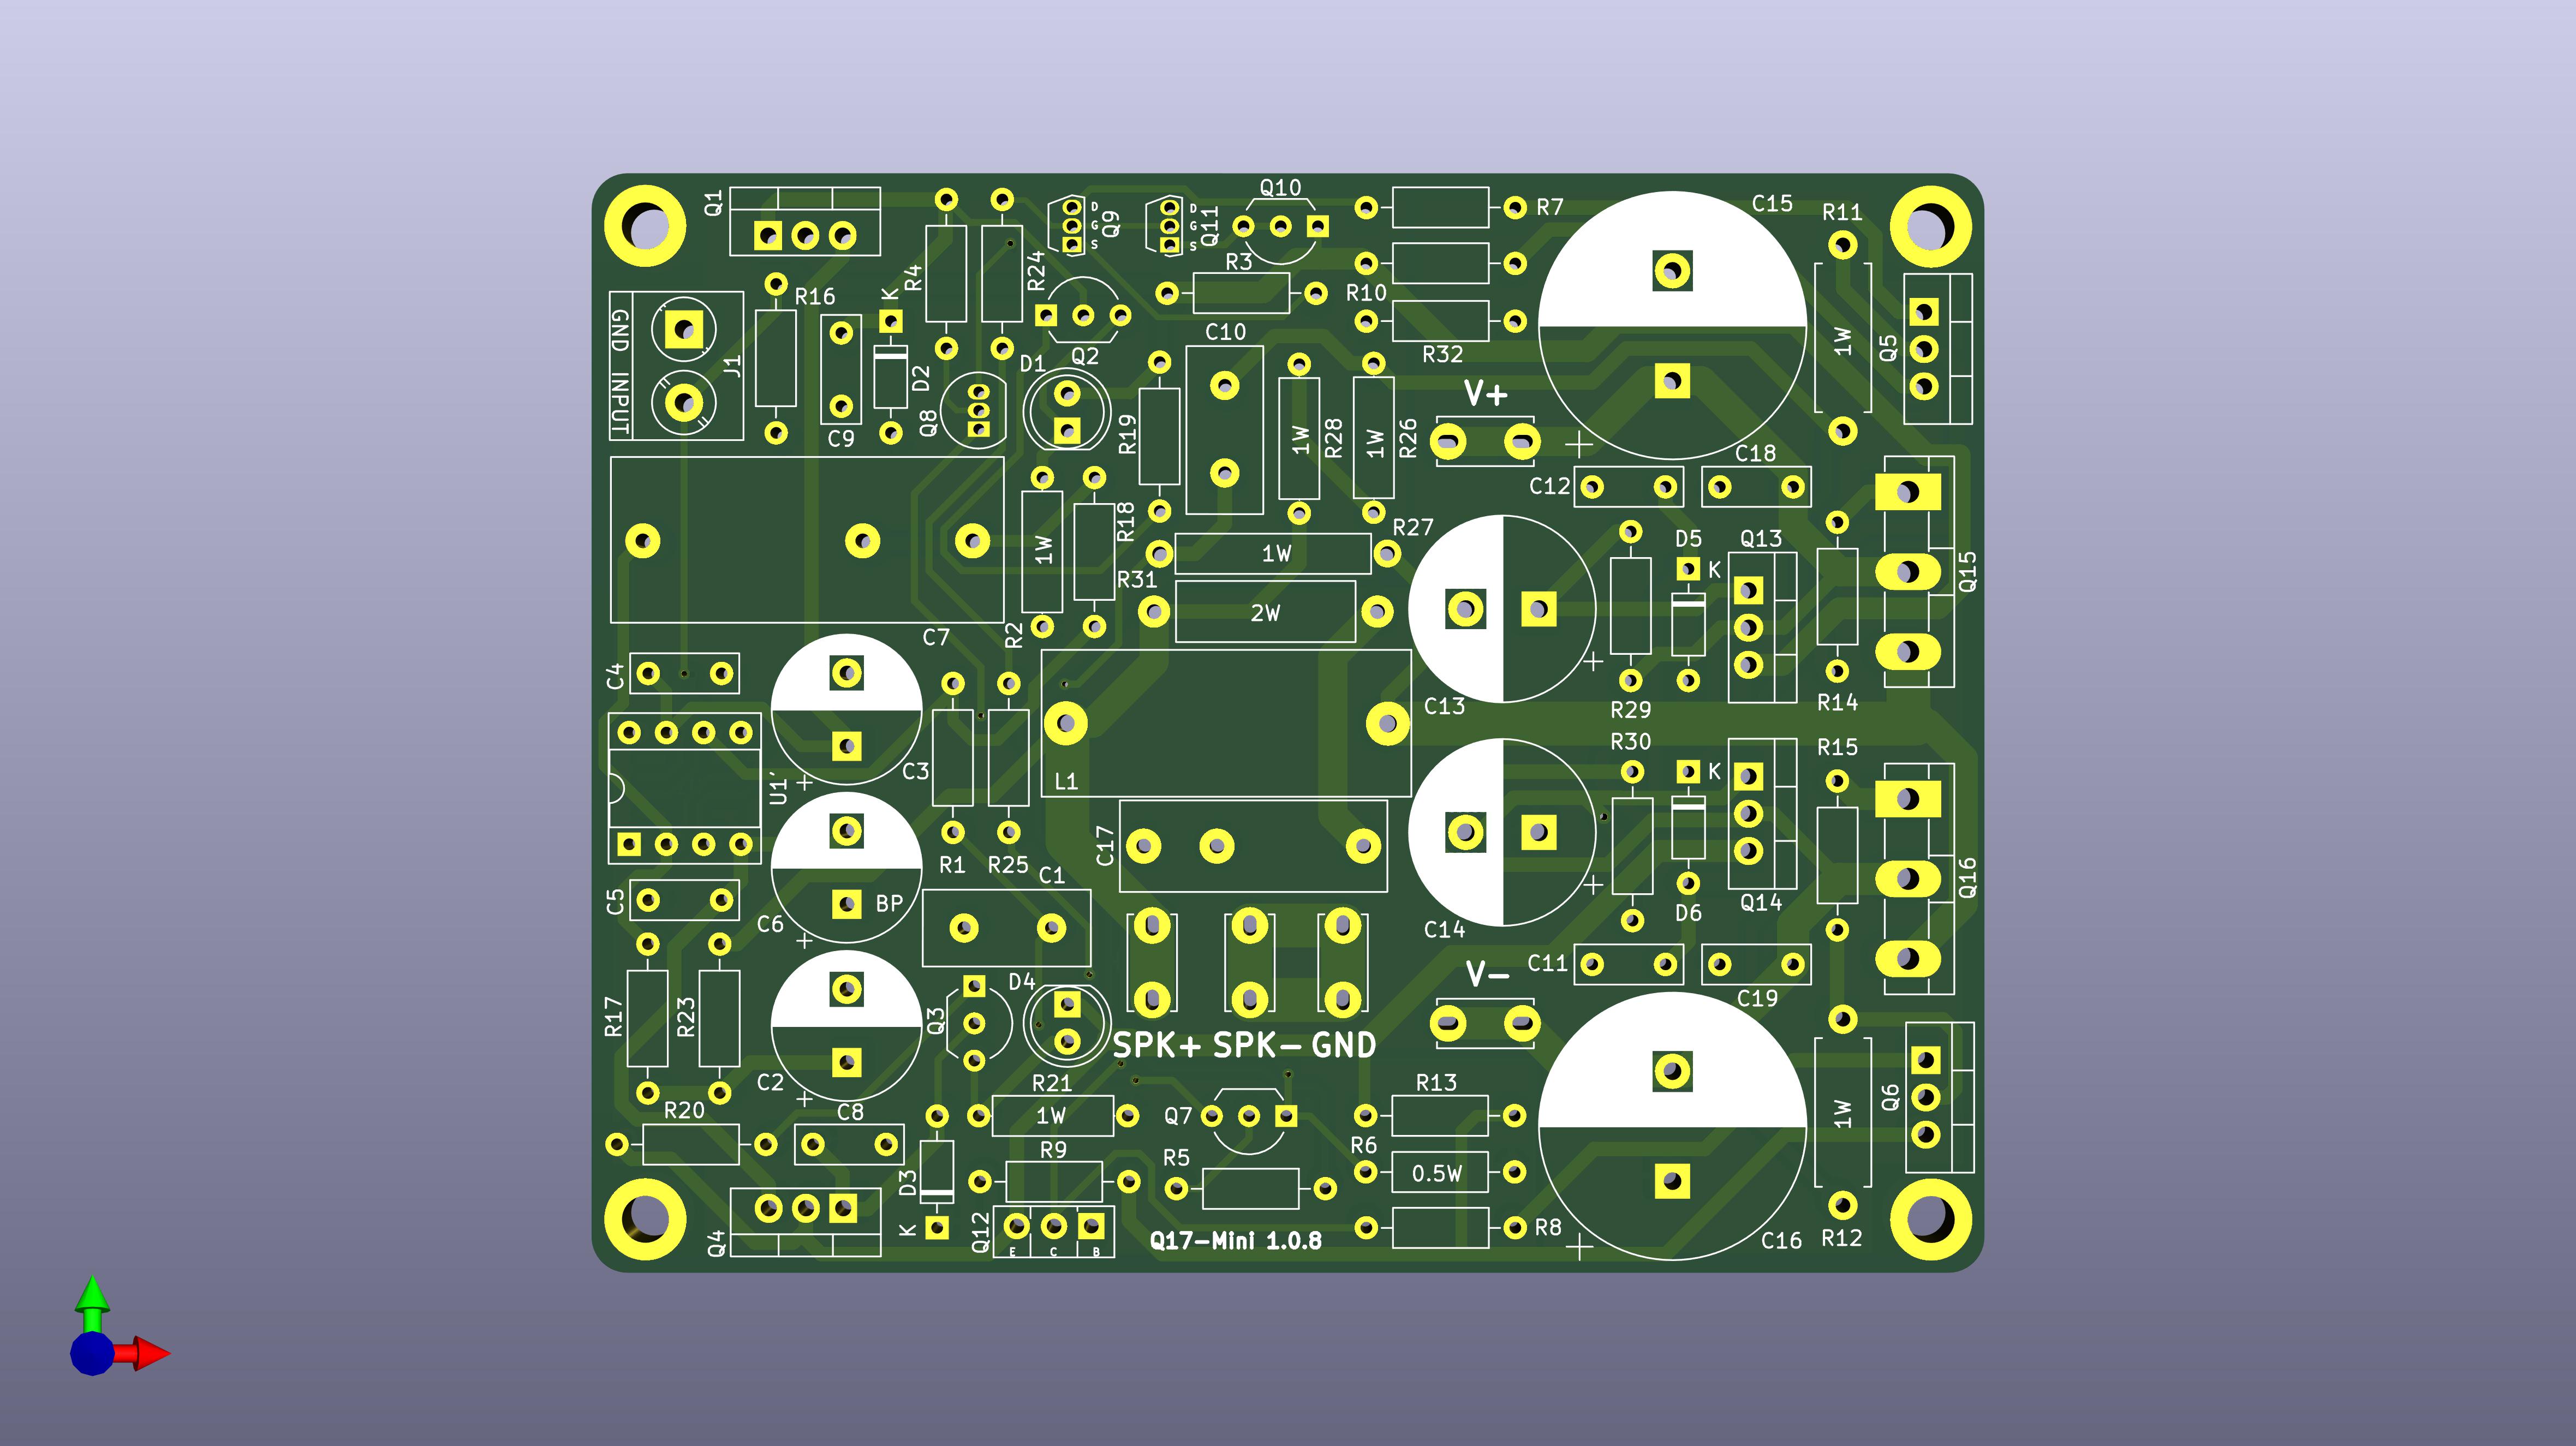 Q1
Q10
D
G
S
Q9
D
G
S
Q11
R7
C15
R11
R4
R24
R3
K
R16
R10
GND INPUT
J1
D2
Q2
C10
R32
1W
Q5
D1
V+
C9
Q8
R19
1W
R28
1W
R26
C18
C12
R18
R27
1W
1W
D5
Q13
K
Q15
R31
2W
C7
R2
C4
C13
R29
R14
R30
R15
C3
U1'
L1
K
C17
R1
R25
C1
Q16
C5
BP
C6
D6
Q14
C14
D4
V-
C11
C19
R17
R23
Q3
SPK+ SPK- GND
C2
R21
R13
R20
C8
1W
Q7
R6
1W
Q6
R9
R5
D3
0.5W
K
Q12
Q17-Mini 1.0.8
R8
C16
R12
Q4
E
C
B